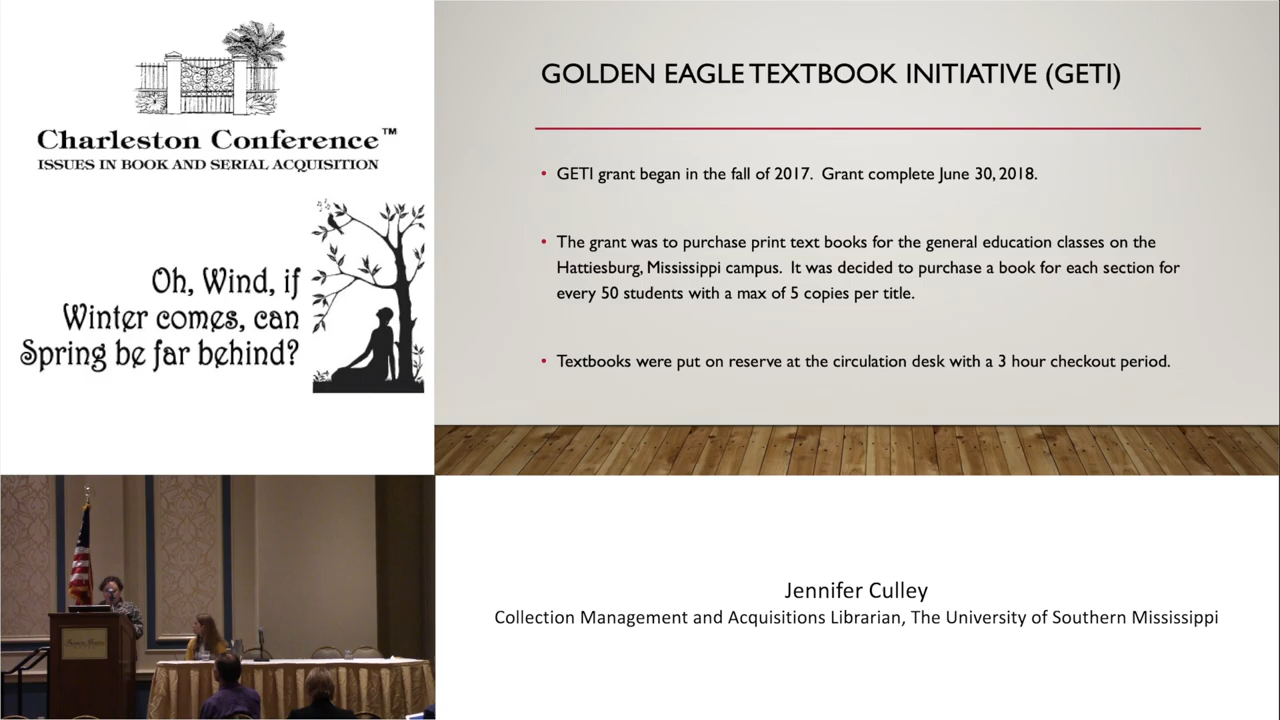 Charleston Conference™
ISSUES IN BOOK AND SERIAL ACQUISITION
Oh, Wind, if
Winter comes, can
Spring be far behind?
GOLDEN EAGLE TEXTBOOK INITIATIVE (GETI)
• GETI grant began in the fall of 2017. Grant complete June 30, 2018.
• The grant was to purchase print text books for the general education classes on the
Hattiesburg, Mississippi campus. It was decided to purchase a book for each section for
every 50 students with a max of 5 copies per title.
• Textbooks were put on reserve at the circulation desk with a 3 hour checkout period.
Jennifer Culley
Collection Management and Acquisitions Librarian, The University of Southern Mississippi